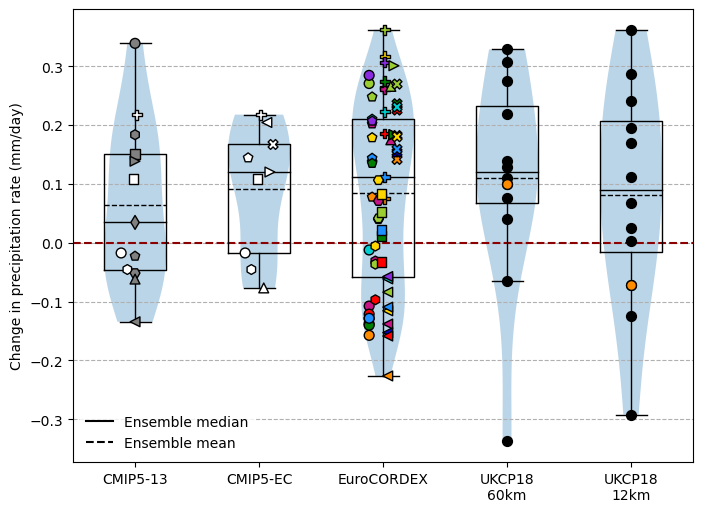 Change in precipitation rate (mm/day)
0.3
0.2
0.1
0.0
−0.1
−0.2
−0.3
Ensemble median
Ensemble mean
CMIP5-13 CMIP5-EC EuroCORDEX UKCP18 UKCP18
60km 12km